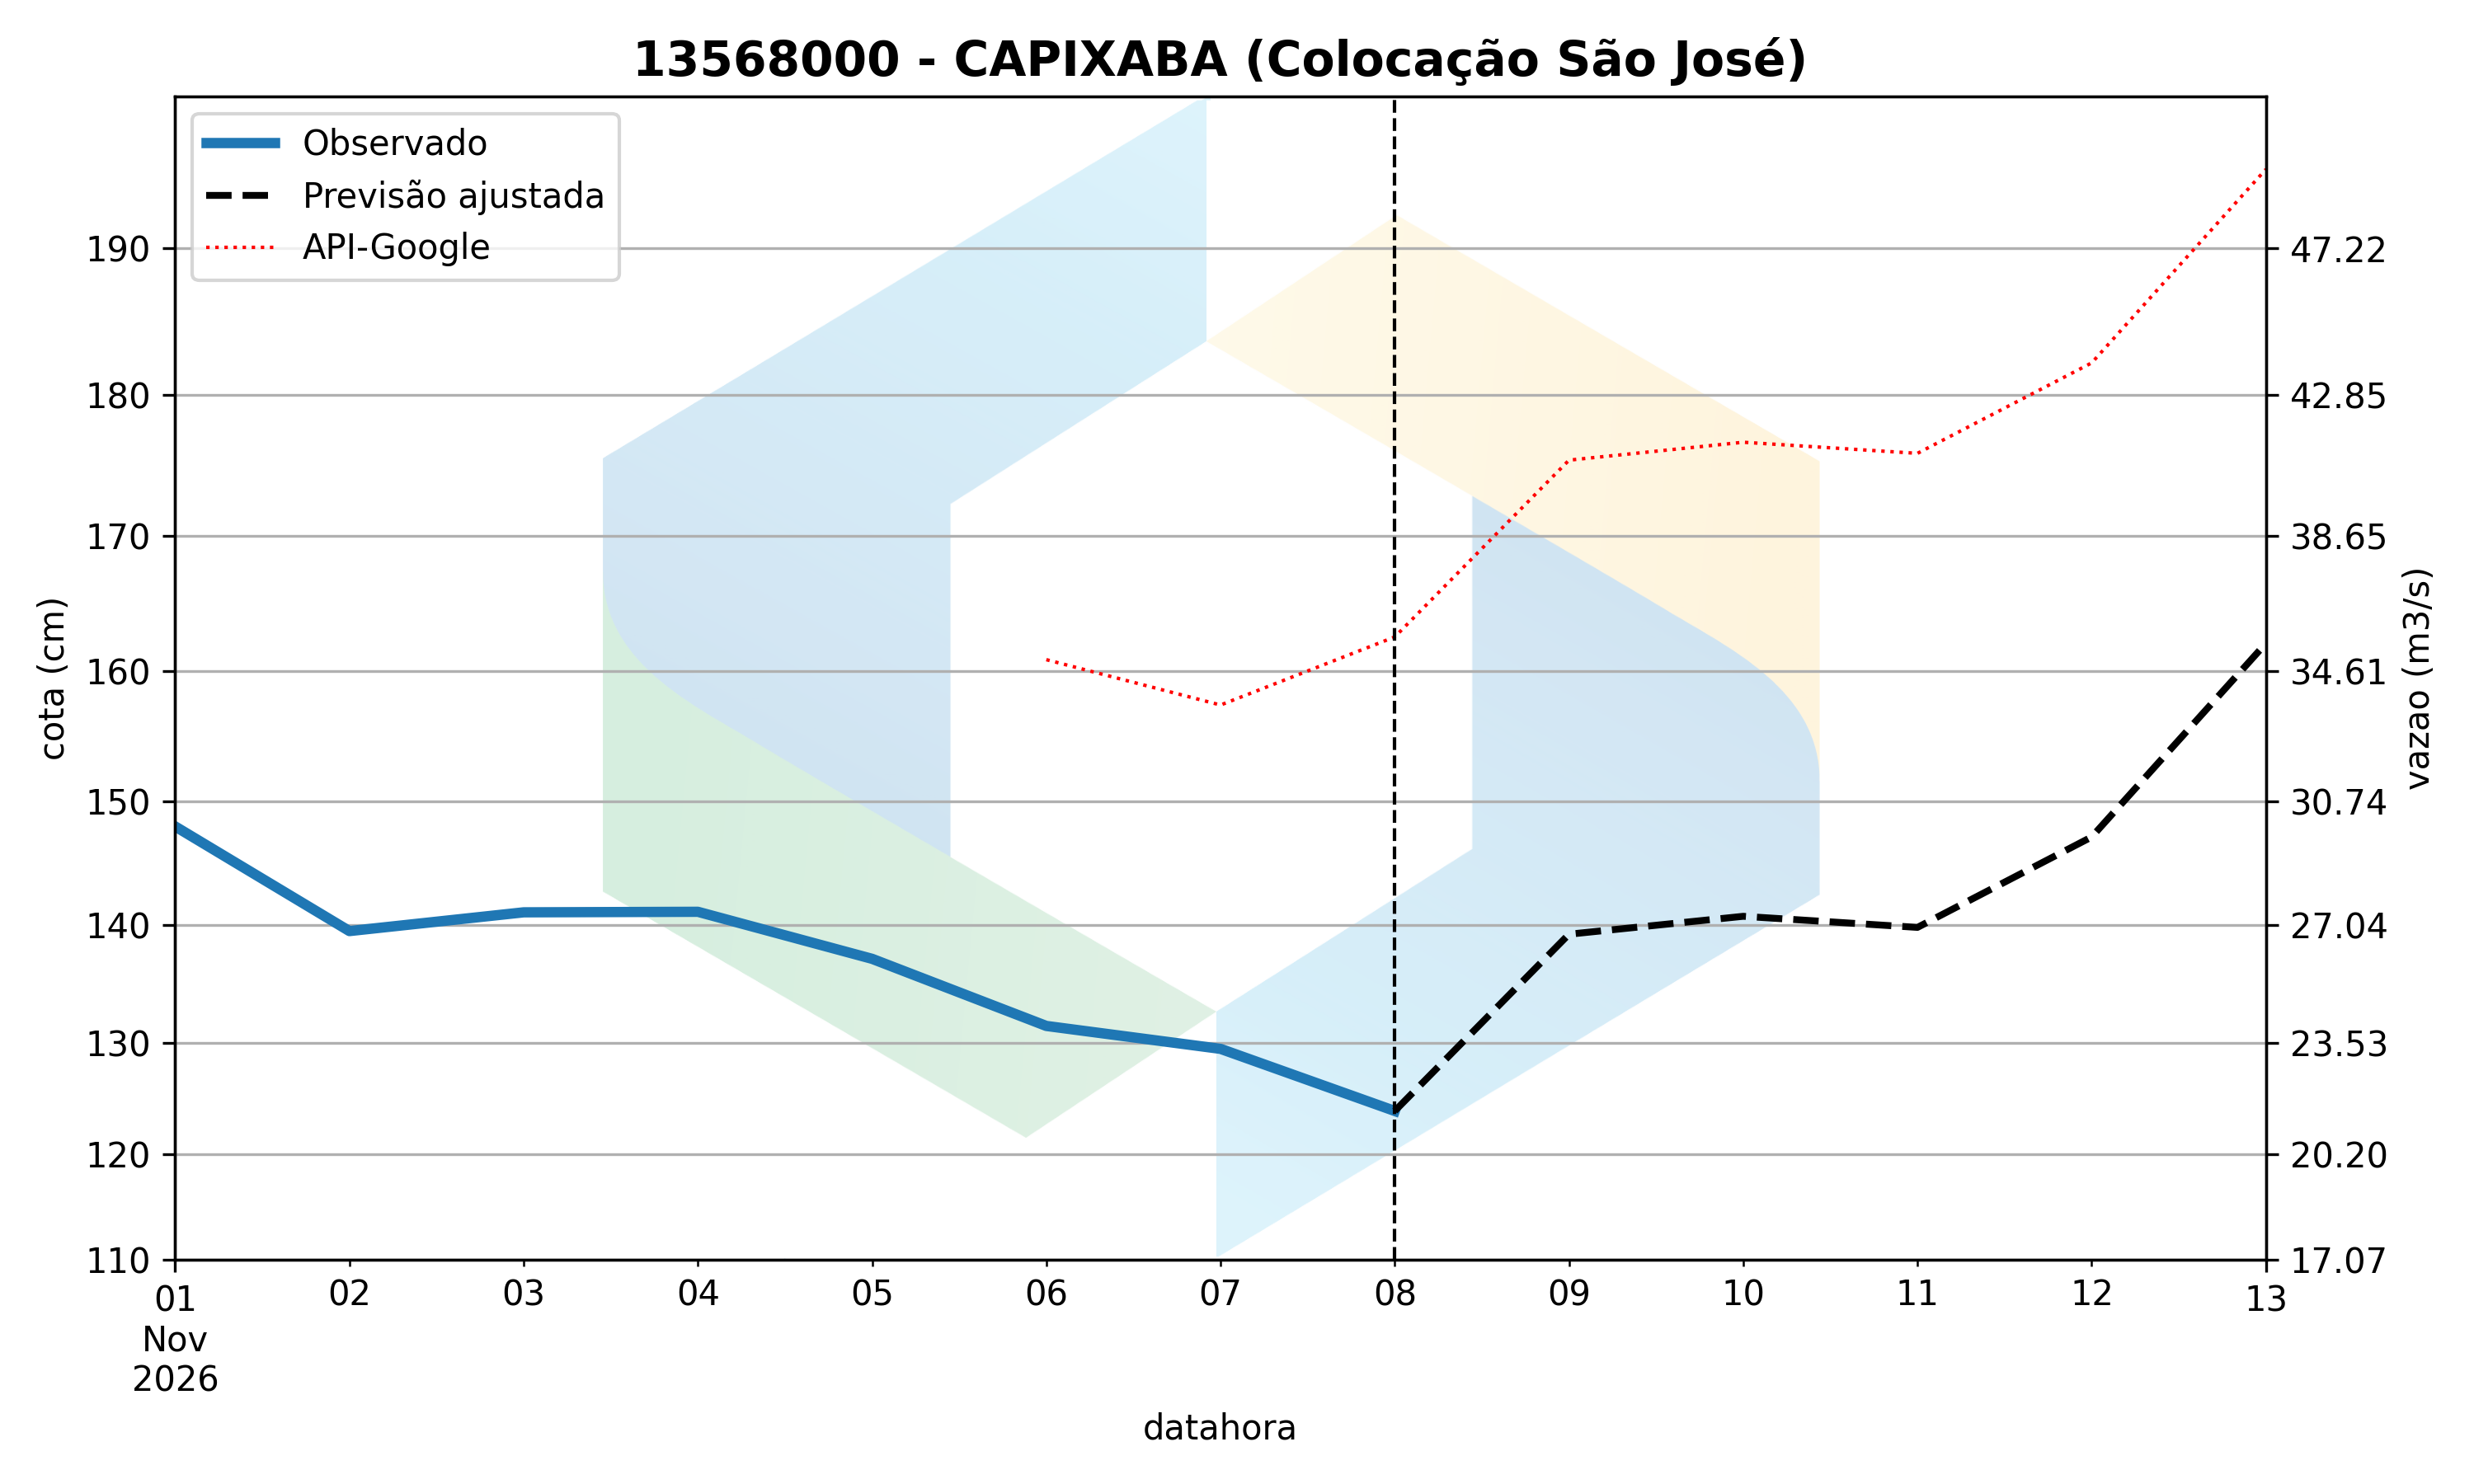 13568000 - CAPIXABA (Colocação São José)
Observado
Previsão ajustada
API-Google
cota (cm)
190
180
170
160
150
140
130
120
110
47.22
42.85
38.65
34.61
30.74
27.04
23.53
20.20
17.07
vazao (m3/s)
01 02 03 04 05 06 07 08 09 10 11 12 13
Nov
2026
datahora